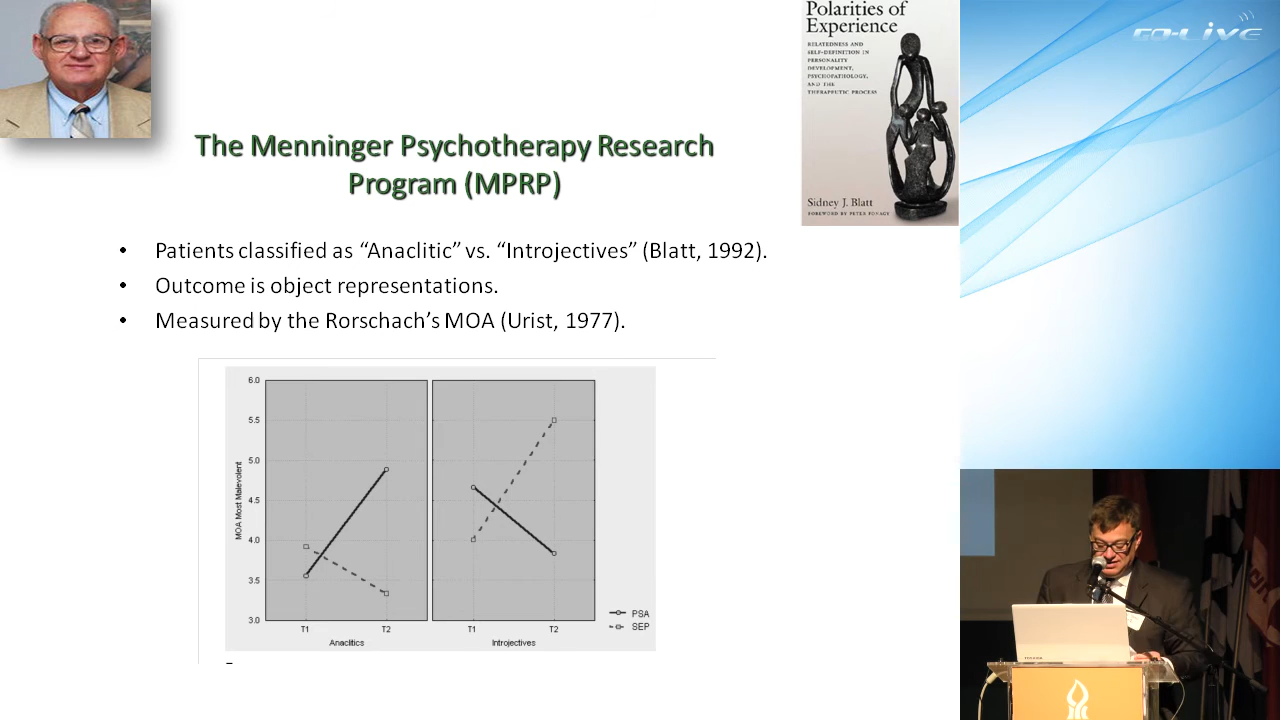 Polarities of
Experience
RELATEDNESS AND
SELF-DEFINITION IN
PERSONALITY
DEVELOPMENT,
PSYCHOPATHOLOGY,
AND THE
THERAPEUTIC PROCESS
Sidney J. Blatt
FOREWORD BY PETER FONAGY
GO-LIVE
The Menninger Psychotherapy Research
Program (MPRP)
• Patients classified as “Anaclitic” vs. “Introjectives” (Blatt, 1992).
• Outcome is object representations.
• Measured by the Rorschach’s MOA (Urist, 1977).
MOA Most Malevolent
6.0
5.5
5.0
4.5
4.0
3.5
3.0
T1 T2 T1 T2
Anaclitics Introjectives
PSA
SEP